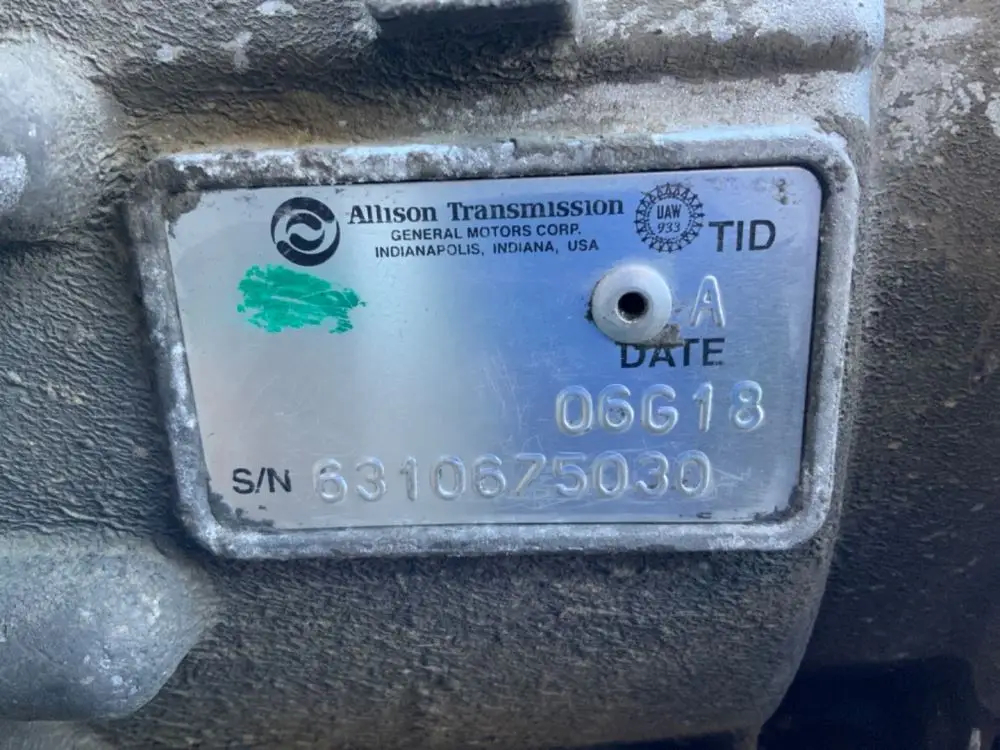 Allison Transmission
GENERAL MOTORS CORP.
INDIANAPOLIS, INDIANA, USA
UAW
933
TID
A
DATE
06G18
S/N 6310675030